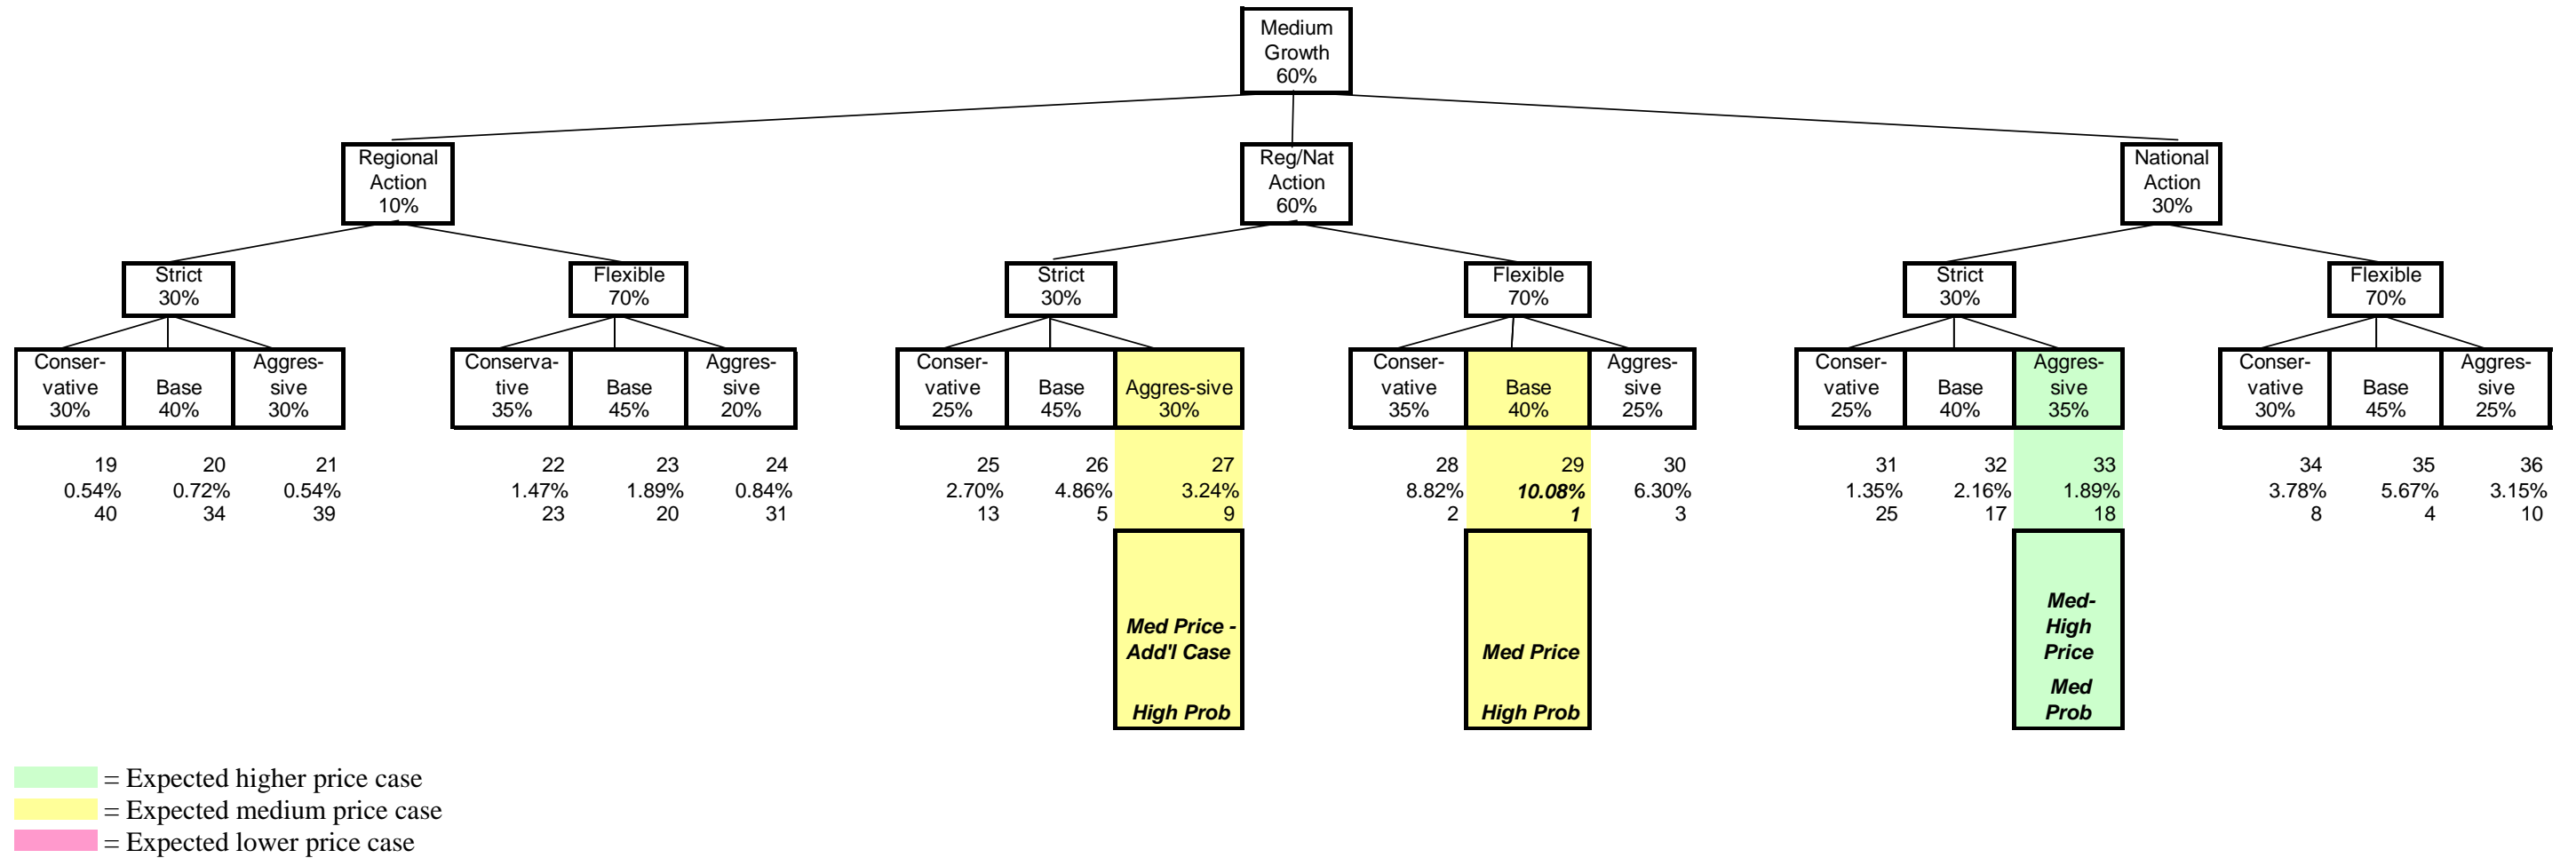 Medium
Growth
60%
Regional
Action
10%
Reg/Nat
Action
60%
National
Action
30%
Strict
30%
Flexible
70%
Strict
30%
Flexible
70%
Strict
30%
Flexible
70%
Conser-
vative
30%
Base
40%
Aggres-
sive
30%
Conserva-
tive
35%
Base
45%
Aggres-
sive
20%
Conser-
vative
25%
Base
45%
Aggres-sive
30%
Conser-
vative
35%
Base
40%
Aggres-
sive
25%
Conser-
vative
25%
Base
40%
Aggres-
sive
35%
Conser-
vative
30%
Base
45%
Aggres-
sive
25%
19 20 21 22 23 24 25 26 27 28 29 30 31 32 33 34 35 36
0.54% 0.72% 0.54% 1.47% 1.89% 0.84% 2.70% 4.86% 3.24% 8.82% 10.08% 6.30% 1.35% 2.16% 1.89% 3.78% 5.67% 3.15%
40 34 39 23 20 31 13 5 9 2 1 3 25 17 18 8 4 10
Med Price -
Add'l Case
High Prob
Med Price
High Prob
Med-
High
Price
Med
Prob
= Expected higher price case
= Expected medium price case
= Expected lower price case